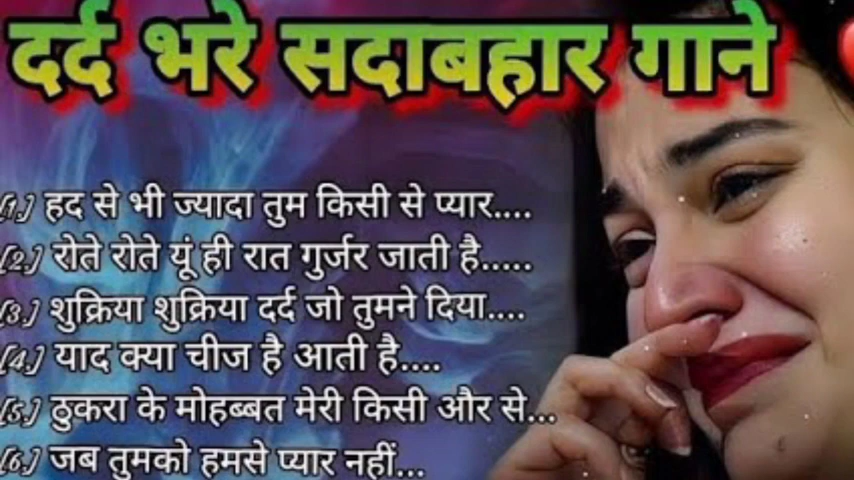 दर्द भरे सदाबहार गाने
[1.] हद से भी ज्यादा तुम किसी से प्यार....
[2.] रोते रोते यूं ही रात गुर्जर जाती है.....
[3.] शुक्रिया शुक्रिया दर्द जो तुमने दिया....
[4.] याद क्या चीज है आती है....
[5.] ठुकरा के मोहब्बत मेरी किसी और से...
[6.] जब तुमको हमसे प्यार नहीं...